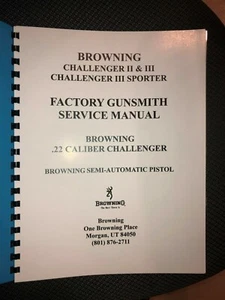 BROWNING
CHALLENGER II & III
CHALLENGER III SPORTER
FACTORY GUNSMITH
SERVICE MANUAL
BROWNING
.22 CALIBER CHALLENGER
BROWNING SEMI-AUTOMATIC PISTOL
BROWNING
Browning
One Browning Place
Morgan, UT 84050
(801) 876-2711